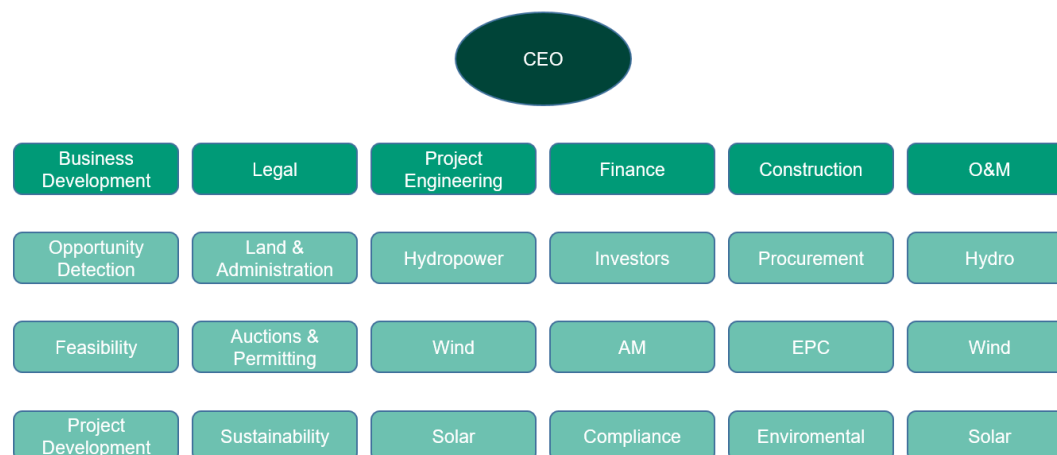 CEO
Business
Development
Legal
Project
Engineering
Finance
Construction
O&M
Opportunity
Detection
Land &
Administration
Hydropower
Investors
Procurement
Hydro
Feasibility
Auctions &
Permitting
Wind
AM
EPC
Wind
Project
Development
Sustainability
Solar
Compliance
Enviromental
Solar